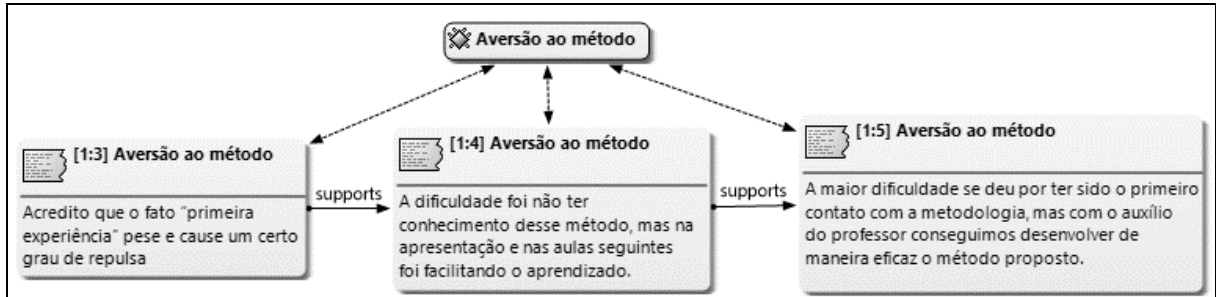 Aversão ao método
[1:3] Aversão ao método
Acredito que o fato “primeira
experiência” pese e cause um certo
grau de repulsa
supports
[1:4] Aversão ao método
A dificuldade foi não ter
conhecimento desse método, mas na
apresentação e nas aulas seguintes
foi facilitando o aprendizado.
supports
[1:5] Aversão ao método
A maior dificuldade se deu por ter sido o primeiro
contato com a metodologia, mas com o auxílio
do professor conseguimos desenvolver de
maneira eficaz o método proposto.